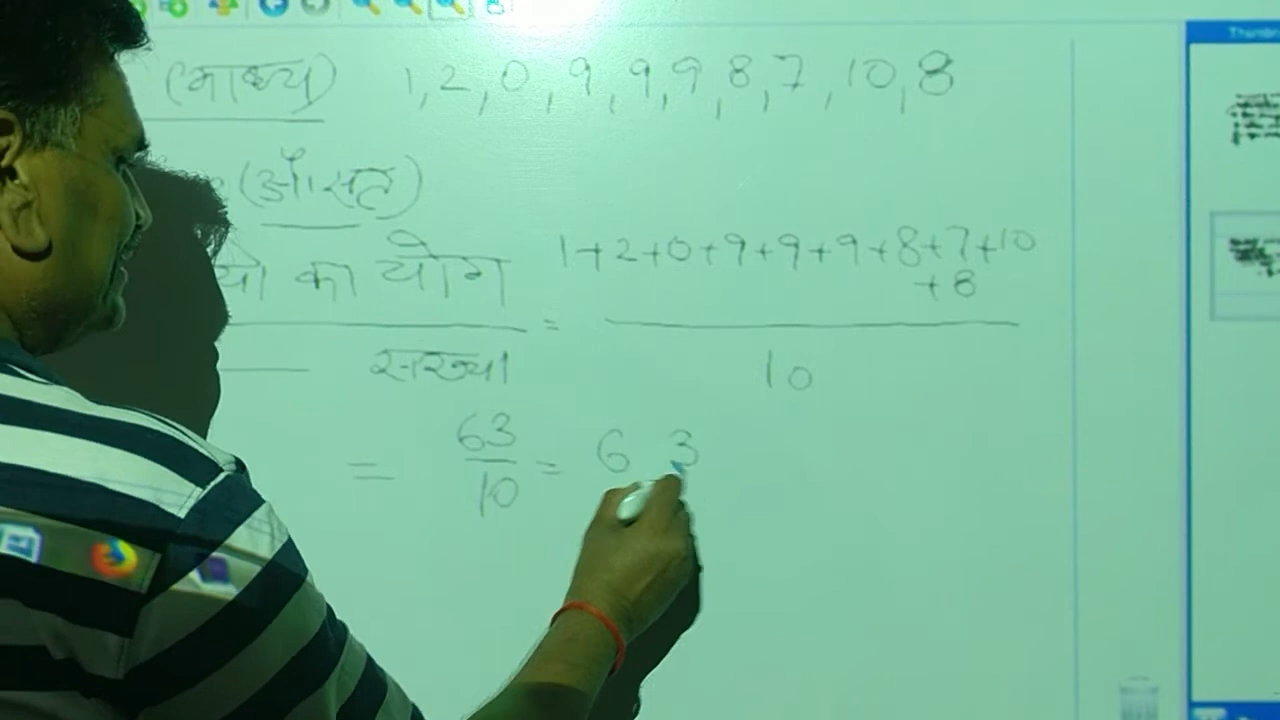 (माध्य) 1, 2, 0, 9, 9, 9, 8, 7, 10, 8
(औसत)
यो का योग = 1+2+0+9+9+9+8+7+10
+8
संख्या 10
= 63/10 = 6 3